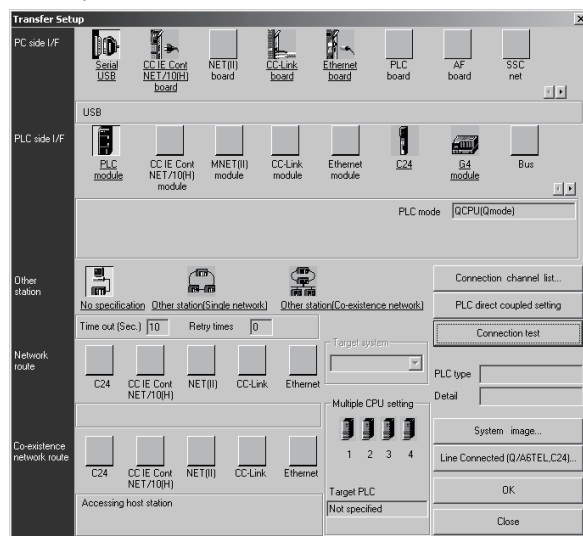 Transfer Setup
PC side I/F
Serial USB
CC IE Cont NET/10(H) board
NET(II) board
CC-Link board
Ethernet board
PLC board
AF board
SSC net
USB
PLC side I/F
PLC module
CC IE Cont NET/10(H) module
MNET(II) module
CC-Link module
Ethernet module
C24
G4 module
Bus
PLC mode QCPU(Qmode)
Other station
No specification
Other station(Single network)
Other station(Co-existence network)
Time out (Sec.) 10 Retry times 0
Connection channel list...
PLC direct coupled setting
Connection test
Network route
C24
CC IE Cont NET/10(H)
NET(II)
CC-Link
Ethernet
Target system
PLC type
Detail
Multiple CPU setting
1 2 3 4
Target PLC
Not specified
System image...
Line Connected (Q/A6TEL,C24)...
OK
Close
Co-existence network route
C24
CC IE Cont NET/10(H)
NET(II)
CC-Link
Ethernet
Accessing host station